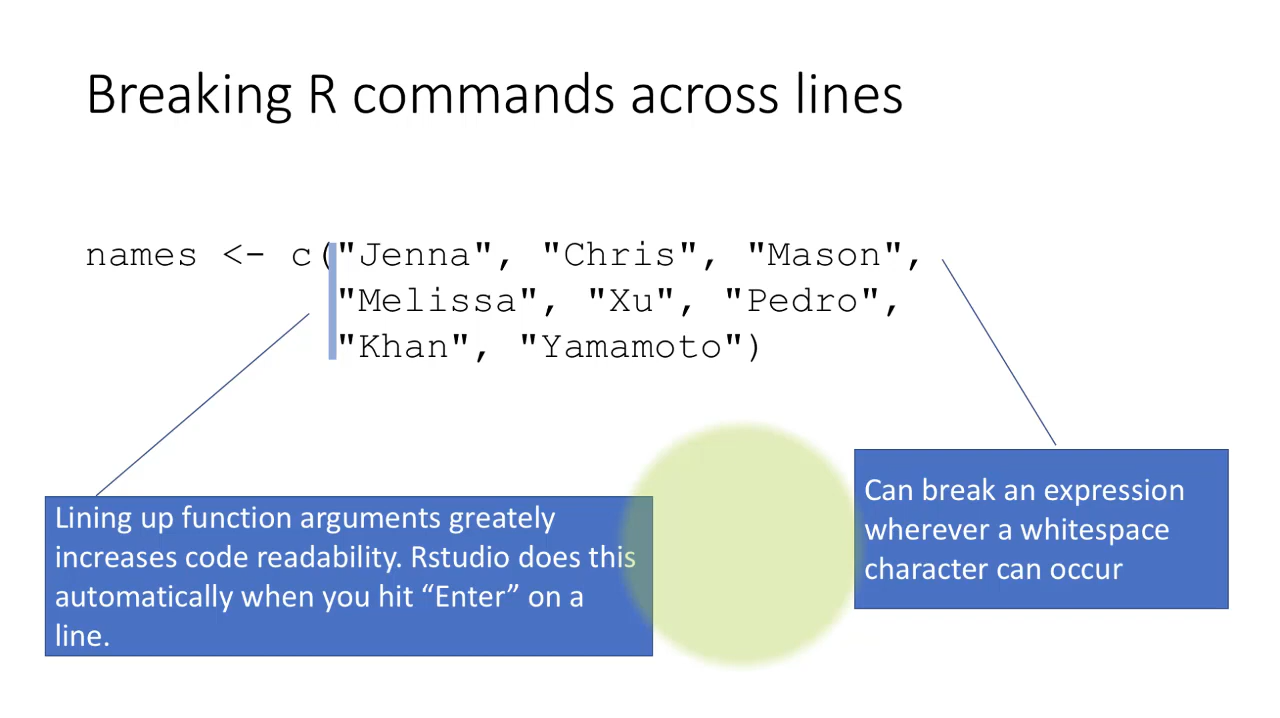 Breaking R commands across lines
names <- c("Jenna", "Chris", "Mason",
"Melissa", "Xu", "Pedro",
"Khan", "Yamamoto")
Lining up function arguments greately
increases code readability. Rstudio does this
automatically when you hit “Enter” on a
line.
Can break an expression
wherever a whitespace
character can occur